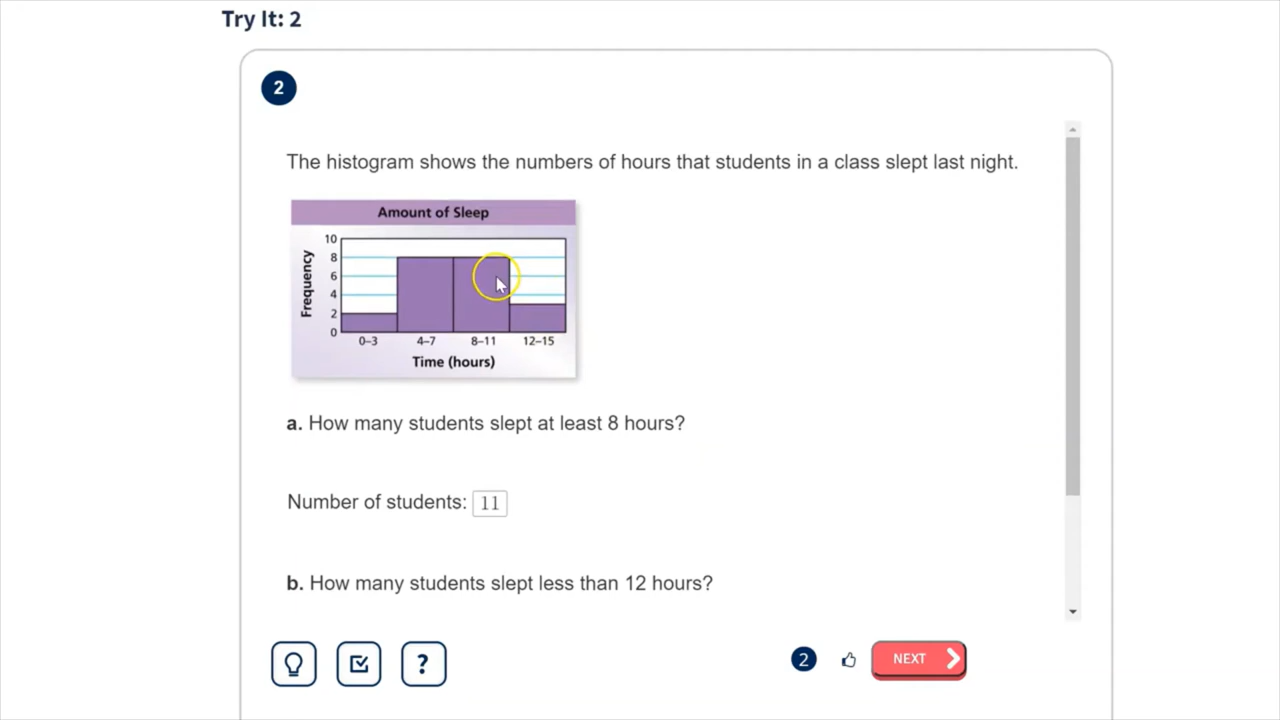 Try It: 2
2
The histogram shows the numbers of hours that students in a class slept last night.
Amount of Sleep
Frequency
10
8
6
4
2
0
0–3 4–7 8–11 12–15
Time (hours)
a. How many students slept at least 8 hours?
Number of students: 11
b. How many students slept less than 12 hours?
? 2 NEXT